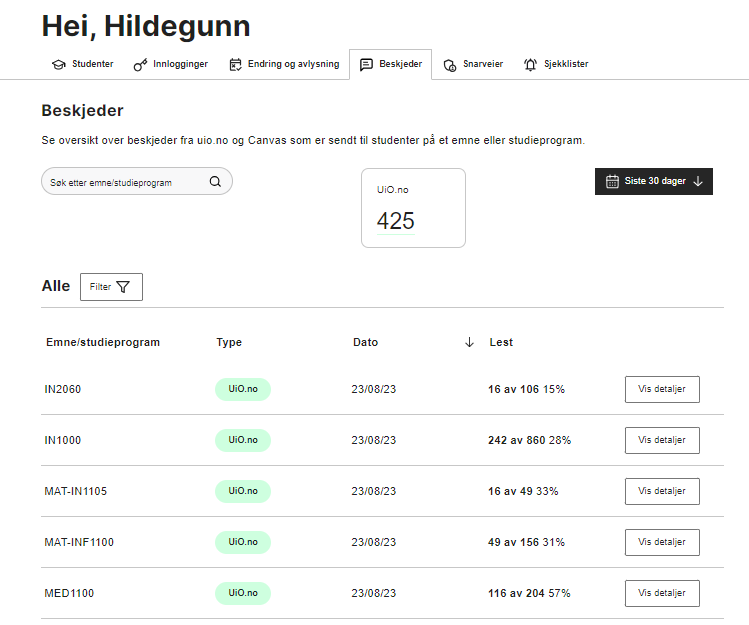 Hei, Hildegunn
Studenter Innlogginger Endring og avlysning Beskjeder Snarveier Sjekklister
Beskjeder
Se oversikt over beskjeder fra uio.no og Canvas som er sendt til studenter på et emne eller studieprogram.
Søk etter emne/studieprogram
UiO.no
425
Siste 30 dager
Alle Filter
Emne/studieprogram Type Dato Lest
IN2060 UiO.no 23/08/23 16 av 106 15% Vis detaljer
IN1000 UiO.no 23/08/23 242 av 860 28% Vis detaljer
MAT-IN1105 UiO.no 23/08/23 16 av 49 33% Vis detaljer
MAT-INF1100 UiO.no 23/08/23 49 av 156 31% Vis detaljer
MED1100 UiO.no 23/08/23 116 av 204 57% Vis detaljer